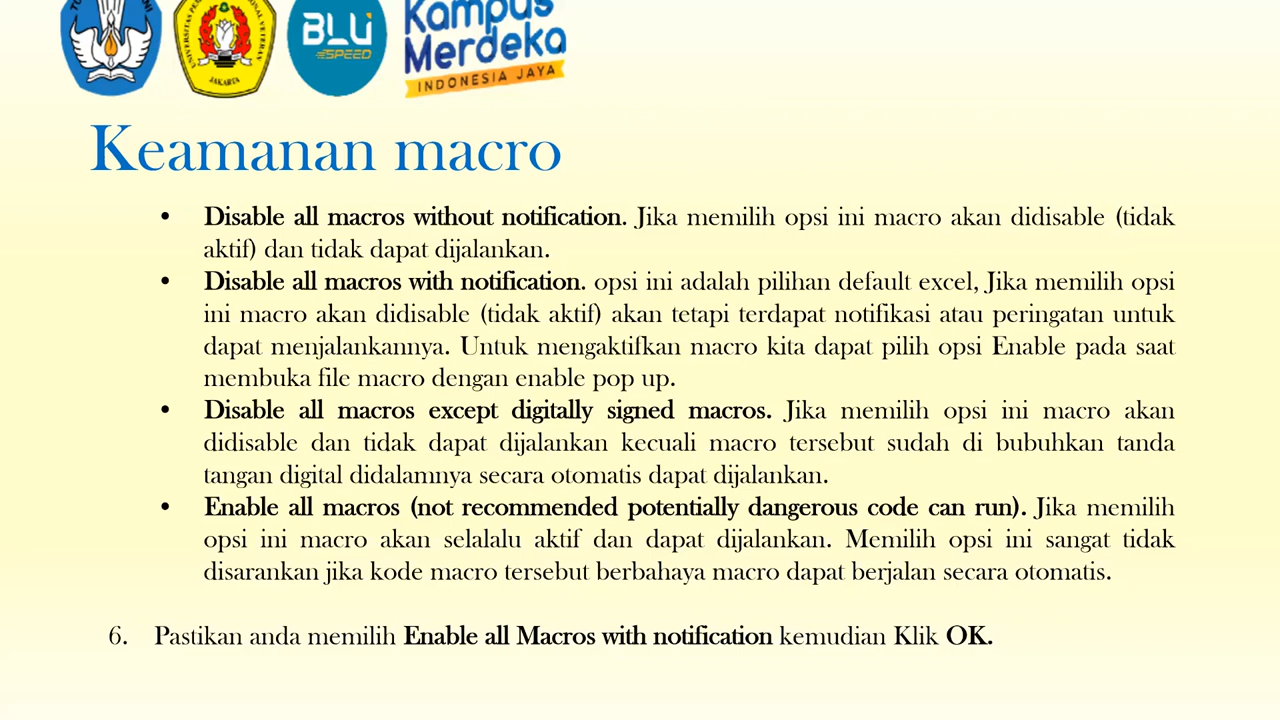 BLU
SPEED
Kampus
Merdeka
INDONESIA JAYA
JAKARTA
Keamanan macro
• Disable all macros without notification. Jika memilih opsi ini macro akan didisable (tidak
aktif) dan tidak dapat dijalankan.
• Disable all macros with notification. opsi ini adalah pilihan default excel, Jika memilih opsi
ini macro akan didisable (tidak aktif) akan tetapi terdapat notifikasi atau peringatan untuk
dapat menjalankannya. Untuk mengaktifkan macro kita dapat pilih opsi Enable pada saat
membuka file macro dengan enable pop up.
• Disable all macros except digitally signed macros. Jika memilih opsi ini macro akan
didisable dan tidak dapat dijalankan kecuali macro tersebut sudah di bubuhkan tanda
tangan digital didalamnya secara otomatis dapat dijalankan.
• Enable all macros (not recommended potentially dangerous code can run). Jika memilih
opsi ini macro akan selalalu aktif dan dapat dijalankan. Memilih opsi ini sangat tidak
disarankan jika kode macro tersebut berbahaya macro dapat berjalan secara otomatis.
6. Pastikan anda memilih Enable all Macros with notification kemudian Klik OK.